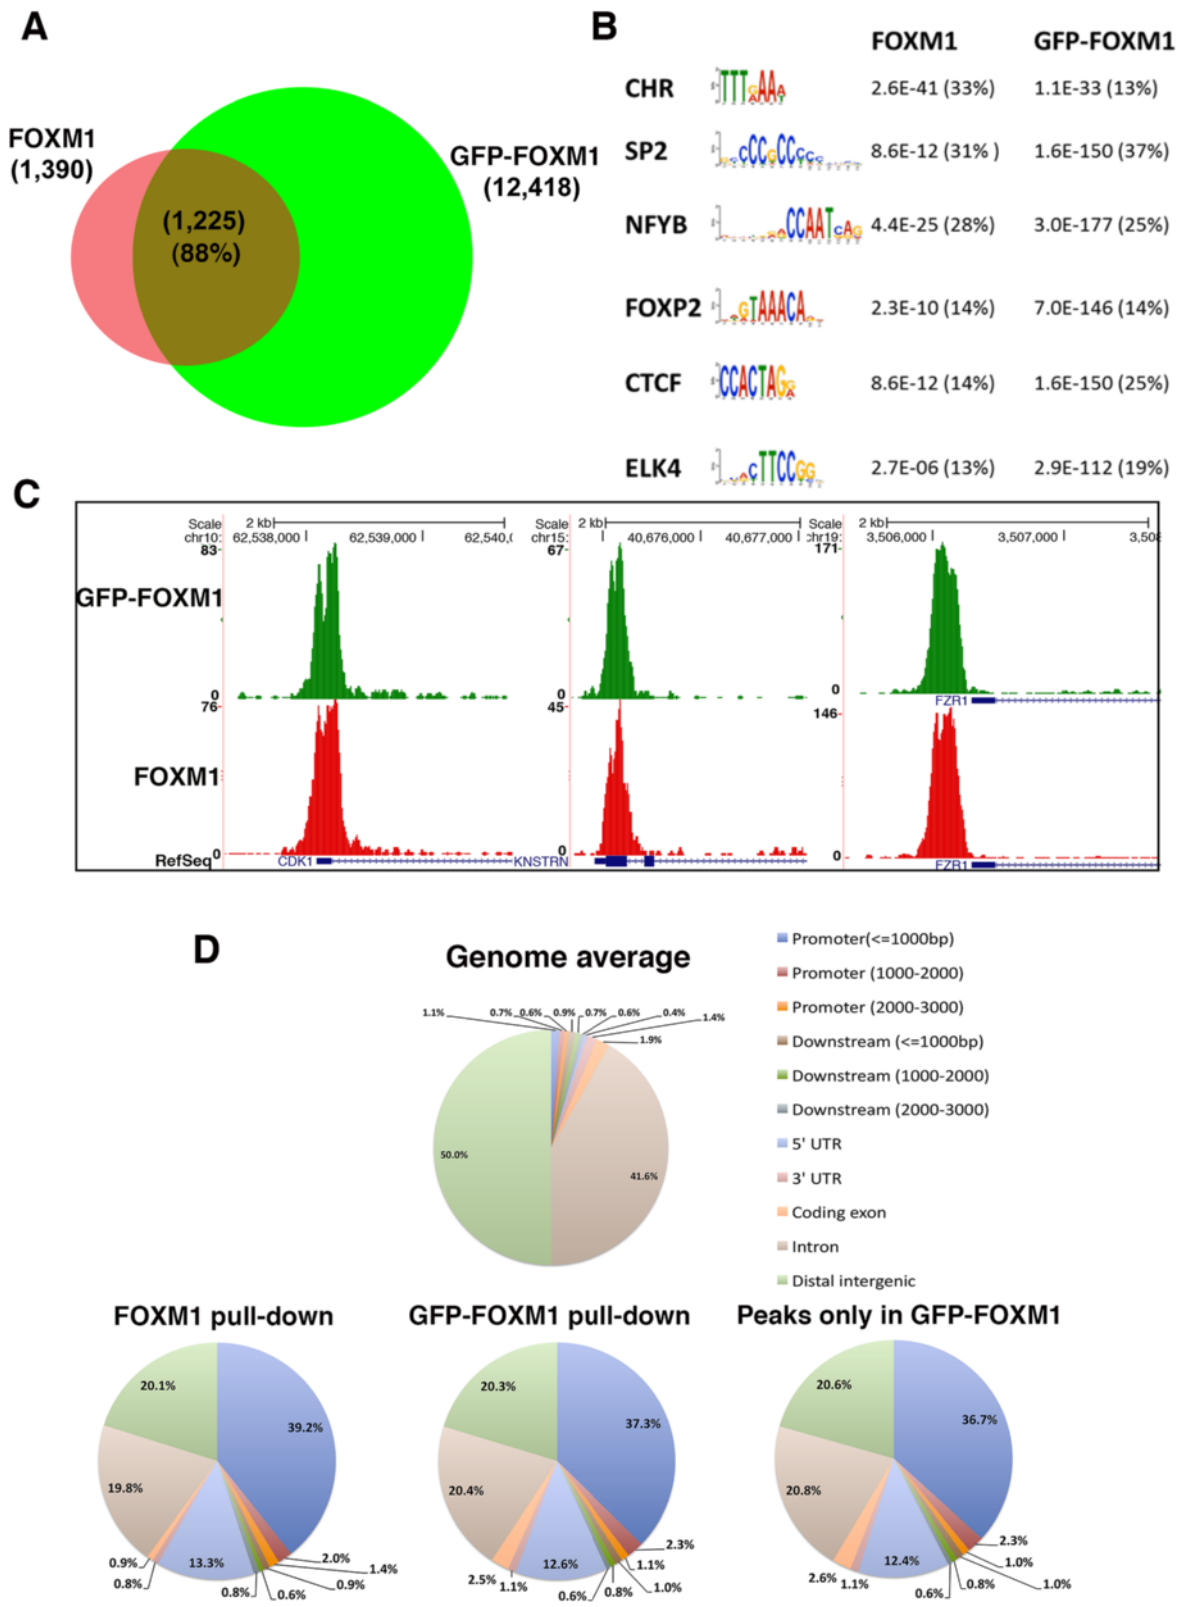 A
FOXM1
(1,390)
(1,225)
(88%)
GFP-FOXM1
(12,418)
B
FOXM1 GFP-FOXM1
CHR 2.6E-41 (33%) 1.1E-33 (13%)
SP2 8.6E-12 (31% ) 1.6E-150 (37%)
NFYB 4.4E-25 (28%) 3.0E-177 (25%)
FOXP2 2.3E-10 (14%) 7.0E-146 (14%)
CTCF 8.6E-12 (14%) 1.6E-150 (25%)
ELK4 2.7E-06 (13%) 2.9E-112 (19%)
C
Scale 2 kb Scale 2 kb Scale 2 kb
chr10: 62,538,000 62,539,000 62,540,0 chr15: 40,676,000 40,677,000 chr19: 3,506,000 3,507,000 3,508
83 67 171
GFP-FOXM1
0 0 0
FZR1
76 45 146
FOXM1
0 0 0
RefSeq CDK1 KNSTRN FZR1
D
Genome average
1.1% 0.7% 0.6% 0.9% 0.7% 0.6% 0.4% 1.4%
1.9%
50.0%
41.6%
Promoter(<=1000bp)
Promoter (1000-2000)
Promoter (2000-3000)
Downstream (<=1000bp)
Downstream (1000-2000)
Downstream (2000-3000)
5' UTR
3' UTR
Coding exon
Intron
Distal intergenic
FOXM1 pull-down
20.1%
39.2%
19.8%
0.9%
0.8%
13.3%
0.8%
0.6%
0.9%
1.4%
2.0%
GFP-FOXM1 pull-down
20.3%
37.3%
20.4%
2.5%
1.1%
12.6%
0.6%
0.8%
1.0%
1.1%
2.3%
Peaks only in GFP-FOXM1
20.6%
36.7%
20.8%
2.6%
1.1%
12.4%
0.6%
0.8%
1.0%
1.0%
2.3%